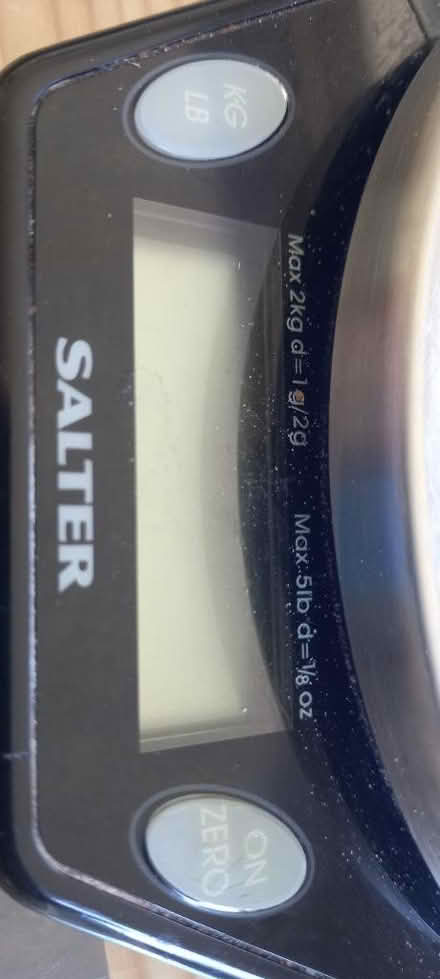 Max 2kg d=1g/2g Max 5lb d=⅛ oz
KG
LB
ON
ZERO
SALTER